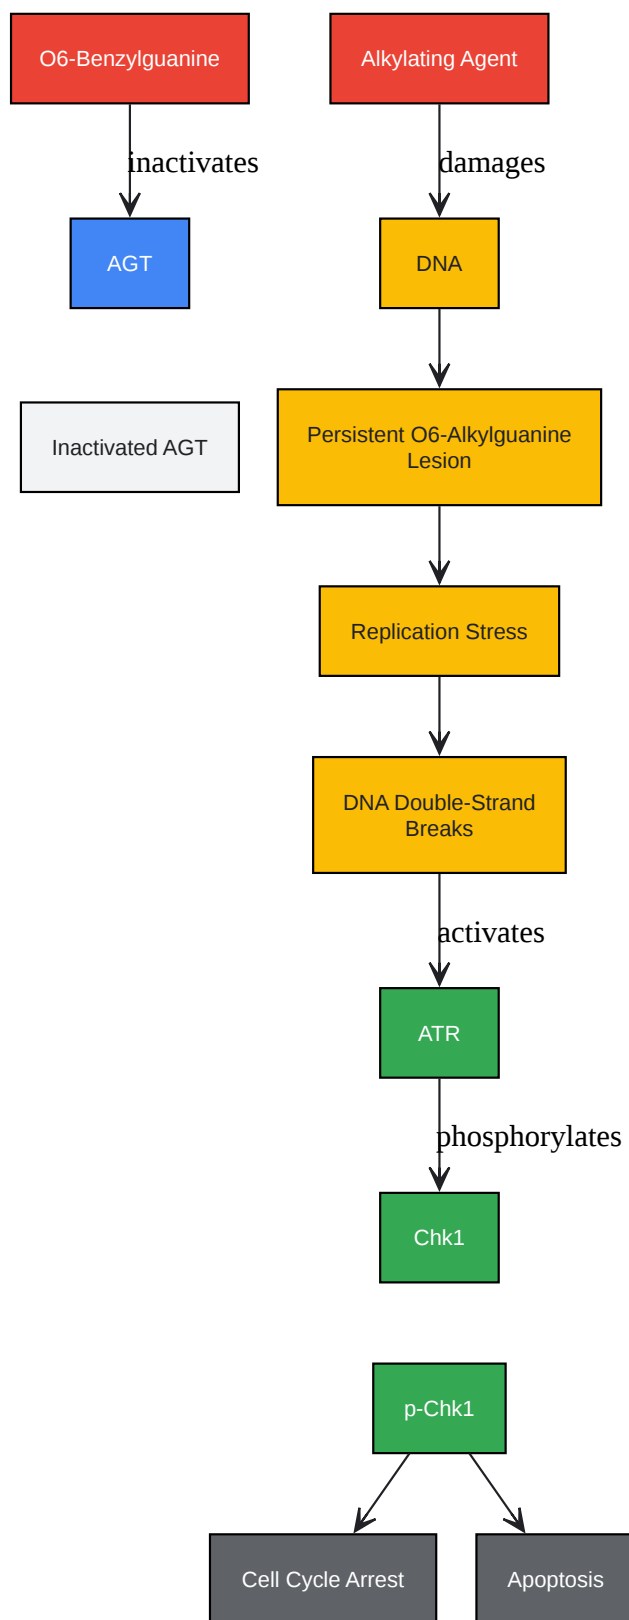 O6-Benzylguanine
Alkylating Agent
inactivates
damages
AGT
DNA
Inactivated AGT
Persistent O6-Alkylguanine
Lesion
Replication Stress
DNA Double-Strand
Breaks
activates
ATR
phosphorylates
Chk1
p-Chk1
Cell Cycle Arrest
Apoptosis